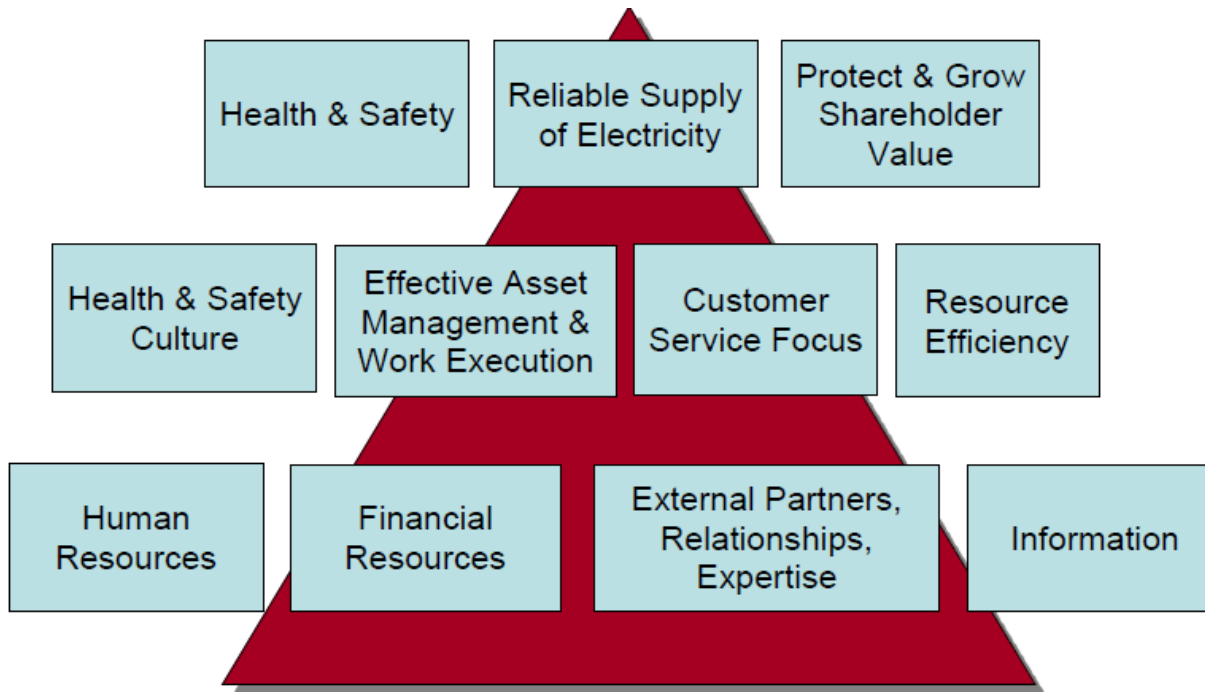 Health & Safety
Reliable Supply
of Electricity
Protect & Grow
Shareholder
Value
Health & Safety
Culture
Effective Asset
Management &
Work Execution
Customer
Service Focus
Resource
Efficiency
Human
Resources
Financial
Resources
External Partners,
Relationships,
Expertise
Information